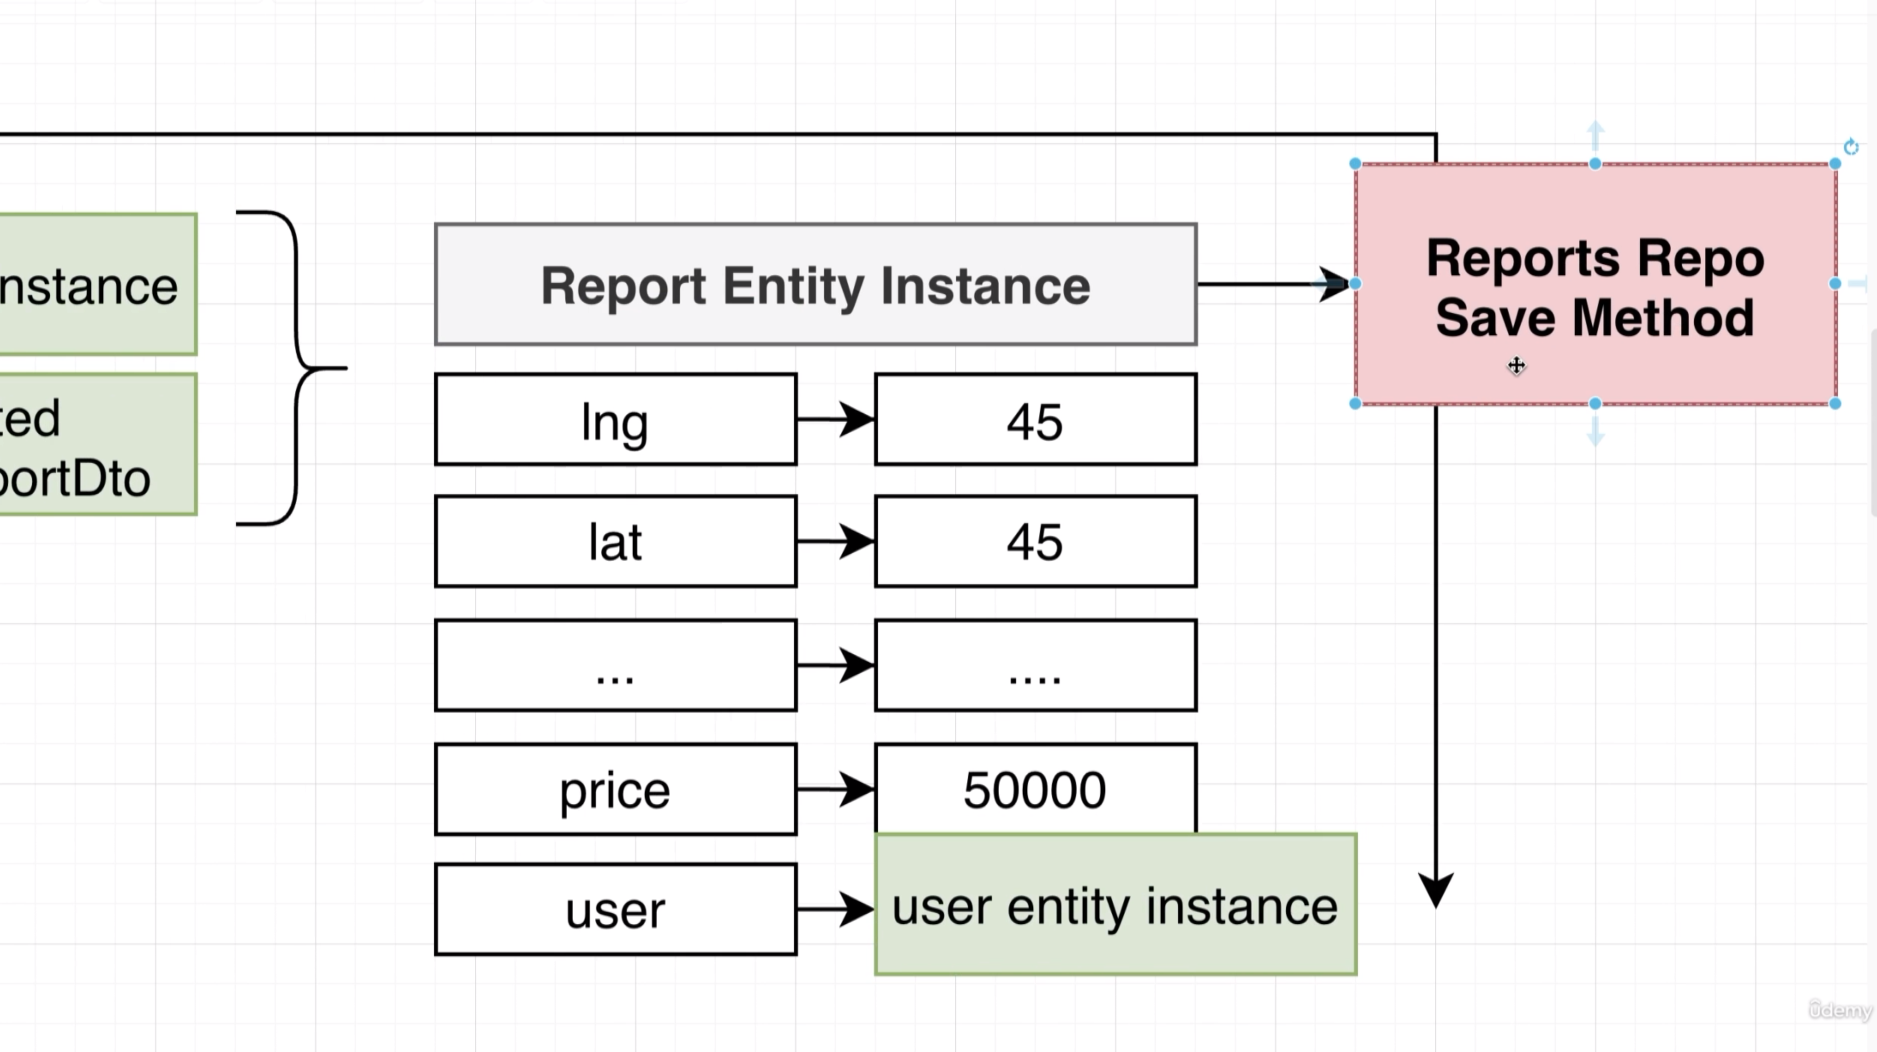 nstance
ted
portDto
Report Entity Instance
Reports Repo
Save Method
lng
45
lat
45
...
....
price
50000
user
user entity instance
ûdemy